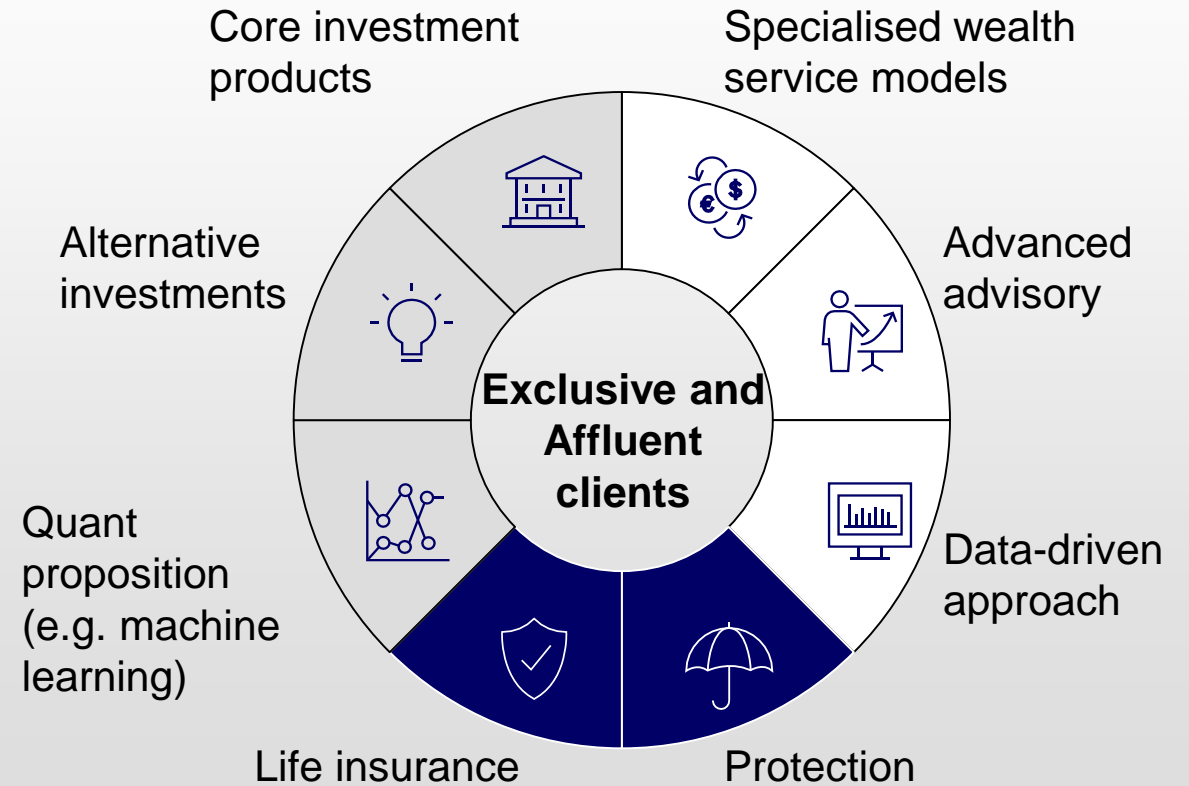 Core investment
products
Specialised wealth
service models
Alternative
investments
Advanced
advisory
$
€
Exclusive and
Affluent
clients
Quant
proposition
(e.g. machine
learning)
Data-driven
approach
Life insurance
Protection